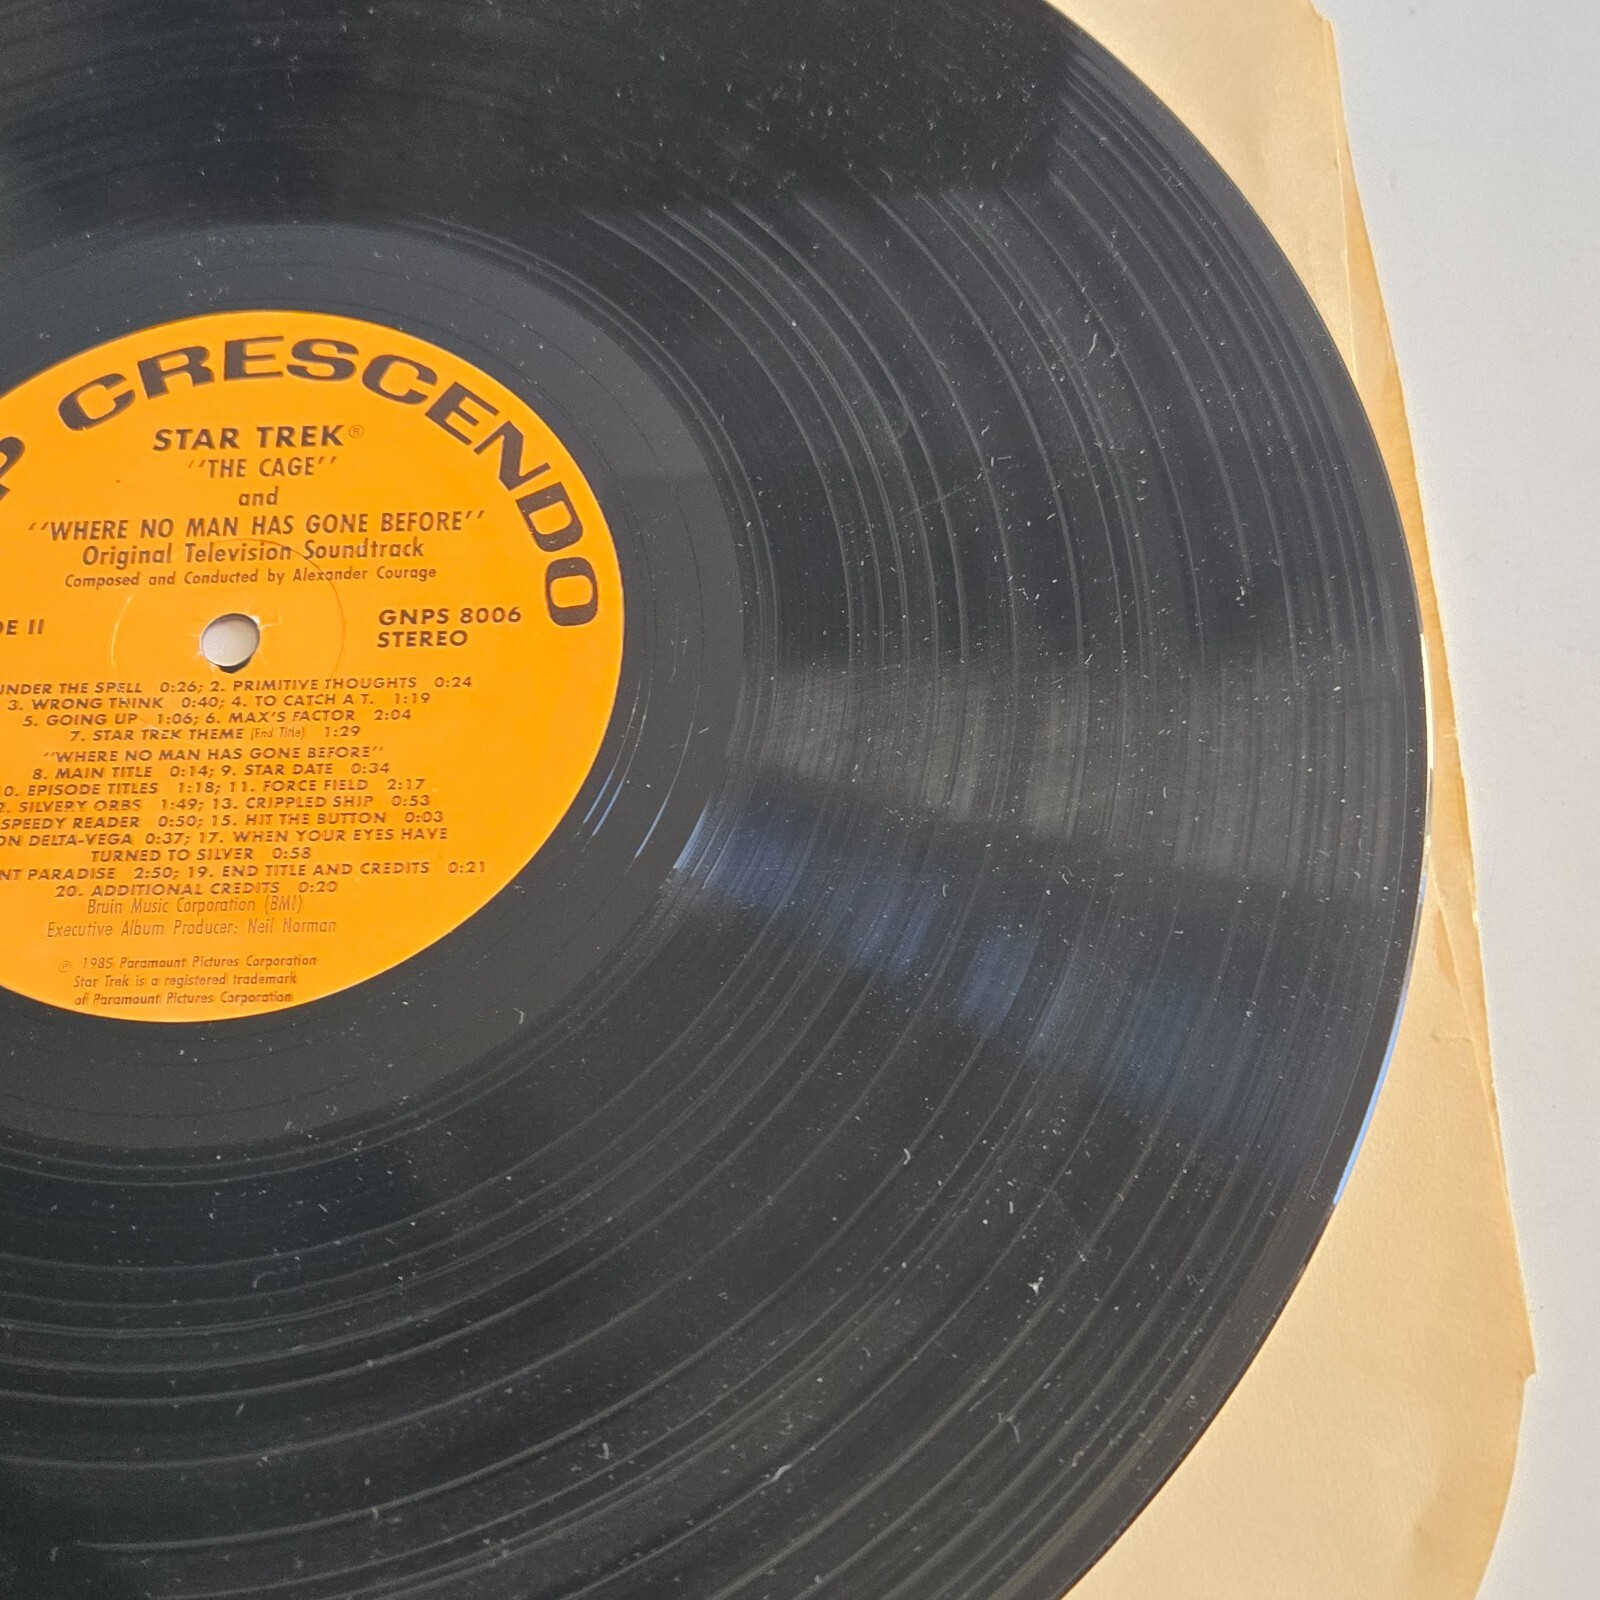 CRESCENDO
STAR TREK®
"THE CAGE"
and
"WHERE NO MAN HAS GONE BEFORE"
Original Television Soundtrack
Composed and Conducted by Alexander Courage
II
GNPS 8006
STEREO
UNDER THE SPELL 0:26; 2. PRIMITIVE THOUGHTS 0:24
3. WRONG THINK 0:40; 4. TO CATCH A T. 1:19
5. GOING UP 1:06; 6. MAX'S FACTOR 2:04
7. STAR TREK THEME (End Title) 1:29
"WHERE NO MAN HAS GONE BEFORE"
8. MAIN TITLE 0:14; 9. STAR DATE 0:34
0. EPISODE TITLES 1:18; 11. FORCE FIELD 2:17
2. SILVERY ORBS 1:49; 13. CRIPPLED SHIP 0:53
SPEEDY READER 0:50; 15. HIT THE BUTTON 0:03
ON DELTA-VEGA 0:37; 17. WHEN YOUR EYES HAVE
TURNED TO SILVER 0:58
NT PARADISE 2:50; 19. END TITLE AND CREDITS 0:21
20. ADDITIONAL CREDITS 0:20
Bruin Music Corporation (BMI)
Executive Album Producer: Neil Norman
℗ 1985 Paramount Pictures Corporation
Star Trek is a registered trademark
of Paramount Pictures Corporation